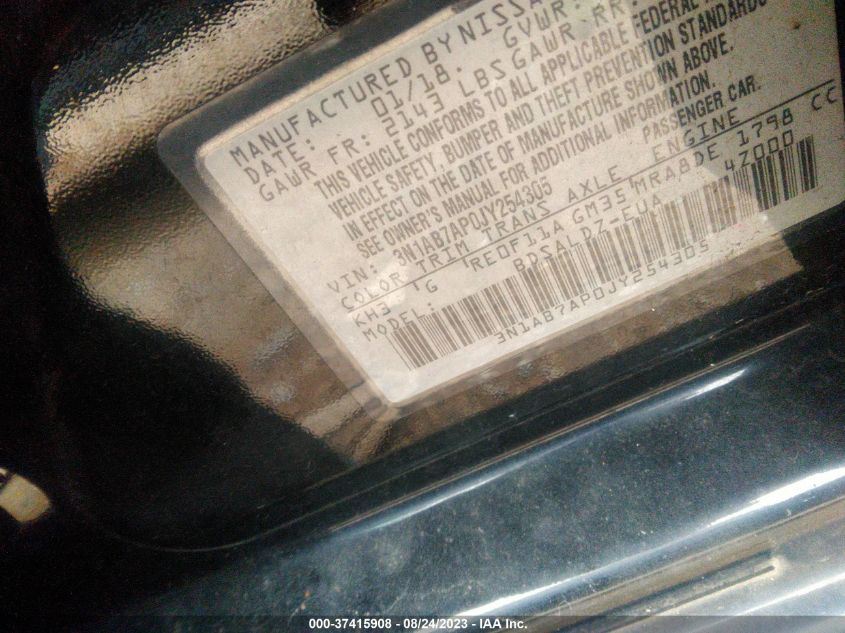 MANUFACTURED BY NISSA
DATE: 01/18 GVWR:
GAWR FR: 2143 LBS GAWR RR:
THIS VEHICLE CONFORMS TO ALL APPLICABLE FEDERAL
VEHICLE SAFETY, BUMPER AND THEFT PREVENTION STANDARDS
IN EFFECT ON THE DATE OF MANUFACTURE SHOWN ABOVE.
SEE OWNER'S MANUAL FOR ADDITIONAL INFORMATION.
VIN: 3N1AB7AP0JY254305 PASSENGER CAR.
COLOR TRIM TRANS AXLE ENGINE
KH3 'G 'RE0F11A GM35 MRA8DE 1798 CC
MODEL: BDSALDZ-EUA 47000
3N1AB7AP0JY254305
000-37415908 - 08/24/2023 - © IAA Inc.